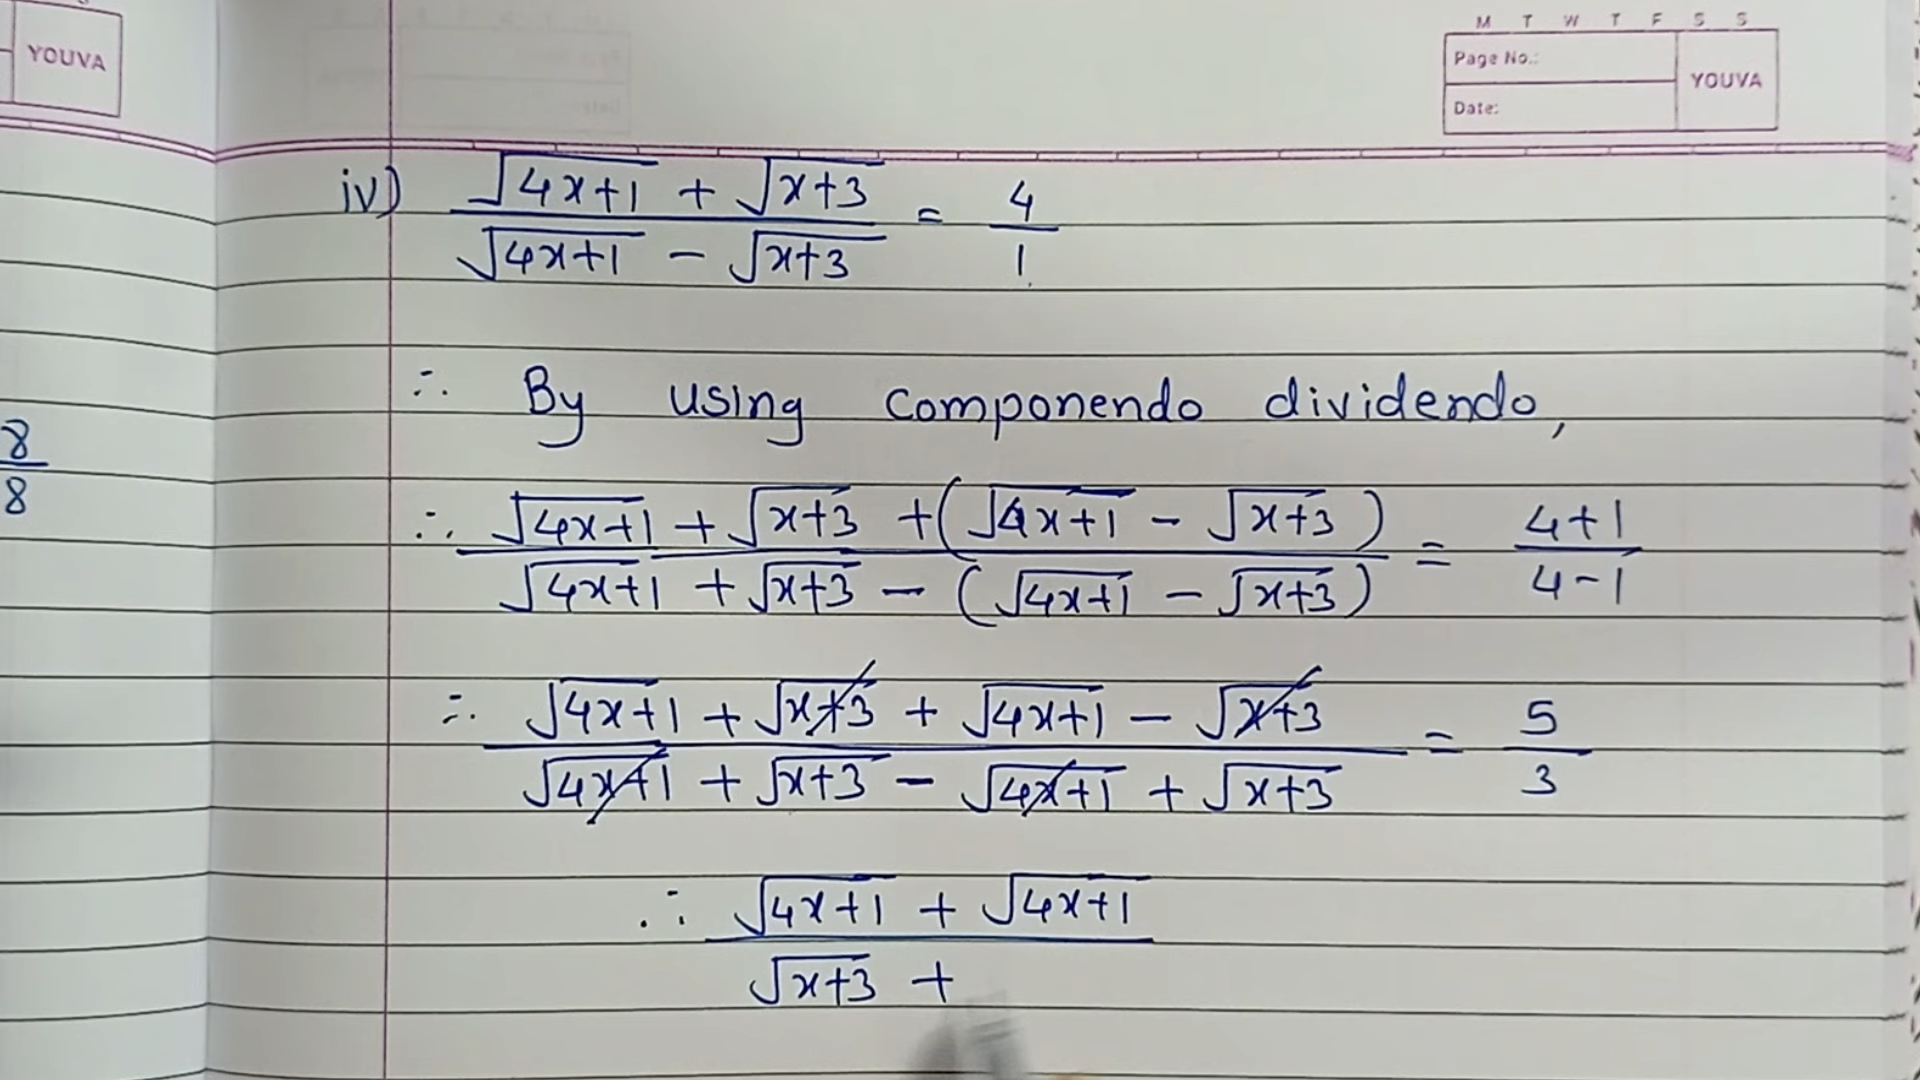 YOUVA
M T W T F S S
Page No.:
YOUVA
Date:
8/8
iv) (√(4x+1) + √(x+3)) / (√(4x+1) - √(x+3)) = 4/1
∴ By using componendo dividendo,
∴ (√(4x+1) + √(x+3) + (√(4x+1) - √(x+3))) / (√(4x+1) + √(x+3) - (√(4x+1) - √(x+3))) = (4+1)/(4-1)
∴ (√(4x+1) + √(x+3) + √(4x+1) - √(x+3)) / (√(4x+1) + √(x+3) - √(4x+1) + √(x+3)) = 5/3
∴ (√(4x+1) + √(4x+1)) / (√(x+3) +